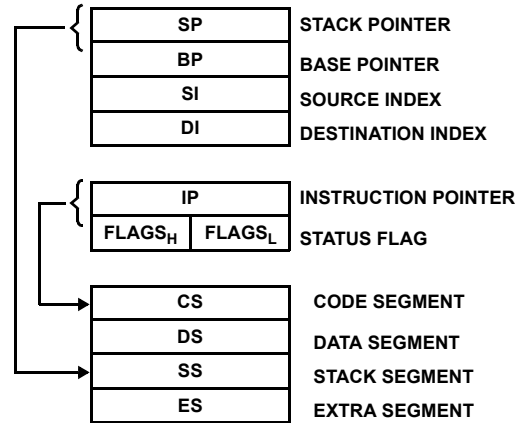 SP STACK POINTER
BP BASE POINTER
SI SOURCE INDEX
DI DESTINATION INDEX
IP INSTRUCTION POINTER
FLAGSH FLAGSL STATUS FLAG
CS CODE SEGMENT
DS DATA SEGMENT
SS STACK SEGMENT
ES EXTRA SEGMENT